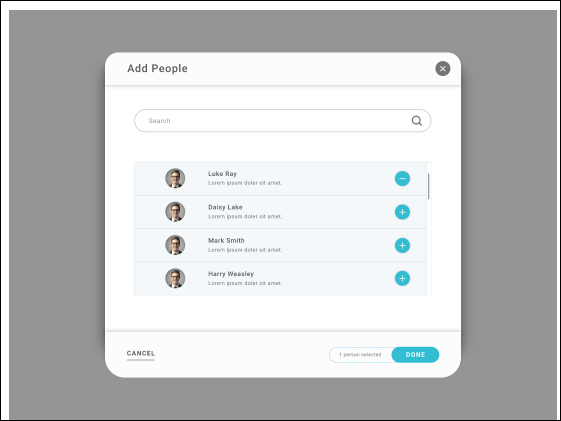 Add People
Search
Luke Ray
Lorem ipsum doler sit amet.
Daisy Lake
Lorem ipsum doler sit amet.
Mark Smith
Lorem ipsum doler sit amet.
Harry Weasley
Lorem ipsum doler sit amet.
CANCEL
1 person selected
DONE